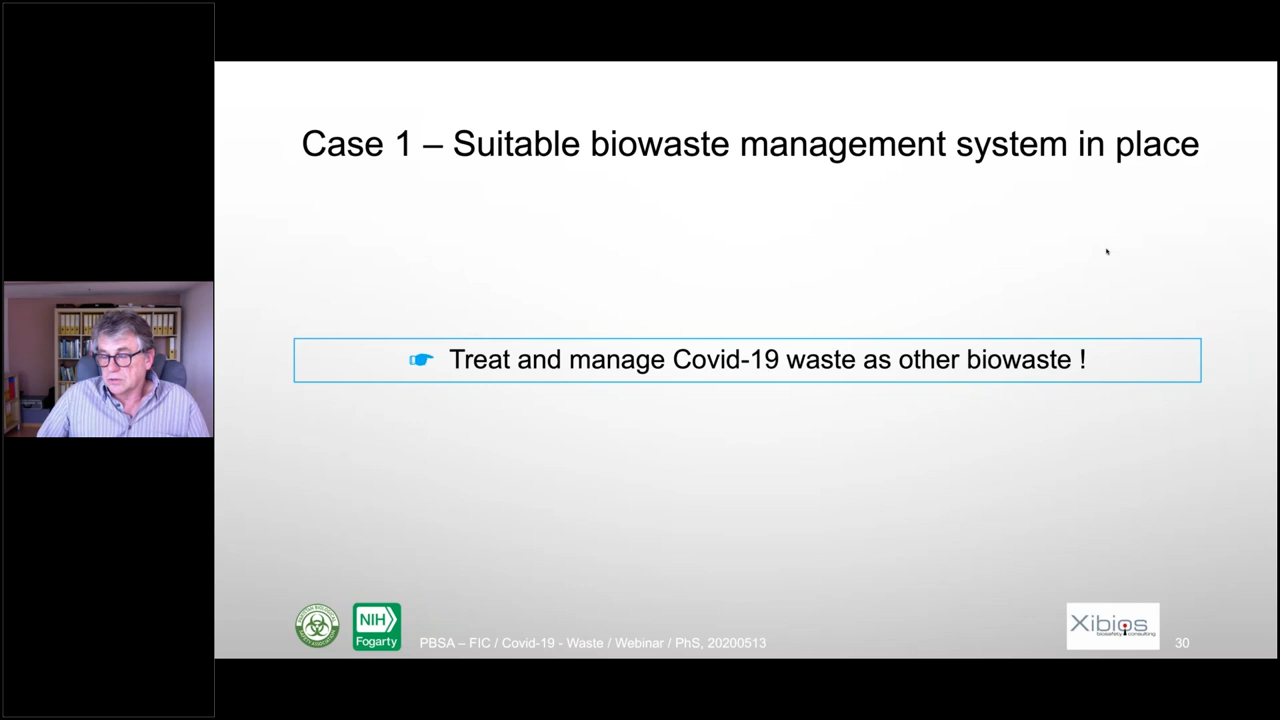 Case 1 – Suitable biowaste management system in place
☛ Treat and manage Covid-19 waste as other biowaste !
NIH
Fogarty
PBSA – FIC / Covid-19 - Waste / Webinar / PhS, 20200513
Xibios
biosafety consulting
30